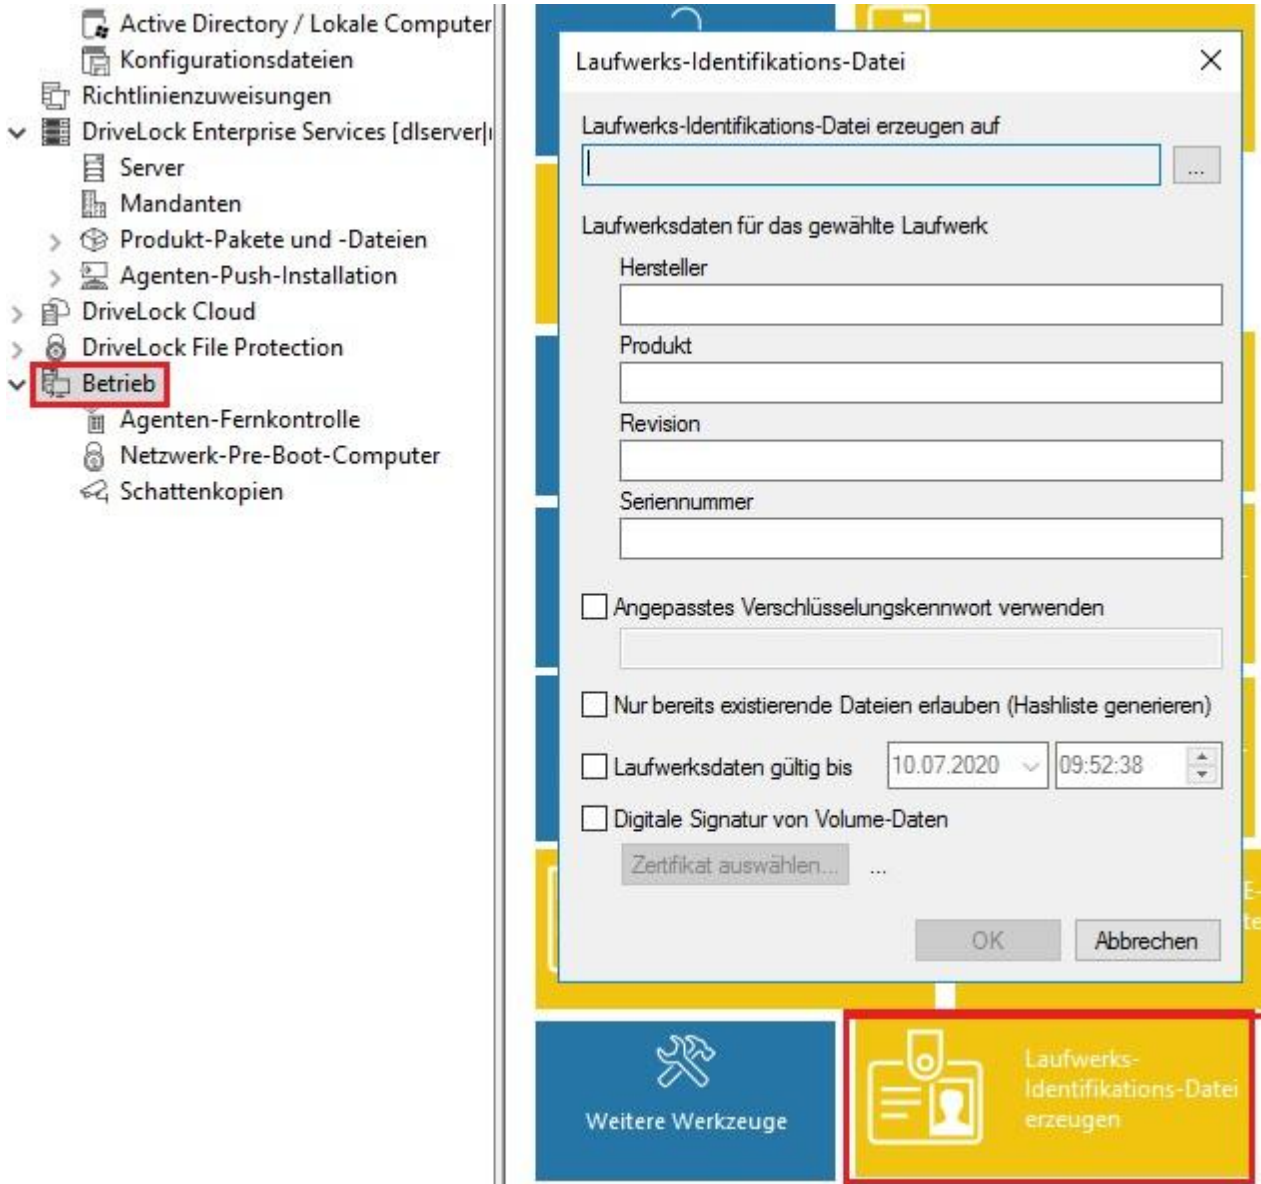 Active Directory / Lokale Computer
Konfigurationsdateien
Richtlinienzuweisungen
DriveLock Enterprise Services [dlserver
Server
Mandanten
Produkt-Pakete und -Dateien
Agenten-Push-Installation
DriveLock Cloud
DriveLock File Protection
Betrieb
Agenten-Fernkontrolle
Netzwerk-Pre-Boot-Computer
Schattenkopien
Laufwerks-Identifikations-Datei
Laufwerks-Identifikations-Datei erzeugen auf
...
Laufwerksdaten für das gewählte Laufwerk
Hersteller
Produkt
Revision
Seriennummer
Angepasstes Verschlüsselungskennwort verwenden
Nur bereits existierende Dateien erlauben (Hashliste generieren)
Laufwerksdaten gültig bis 10.07.2020 09:52:38
Digitale Signatur von Volume-Daten
Zertifikat auswählen... ...
OK Abbrechen
Weitere Werkzeuge
Laufwerks-
Identifikations-Datei
erzeugen